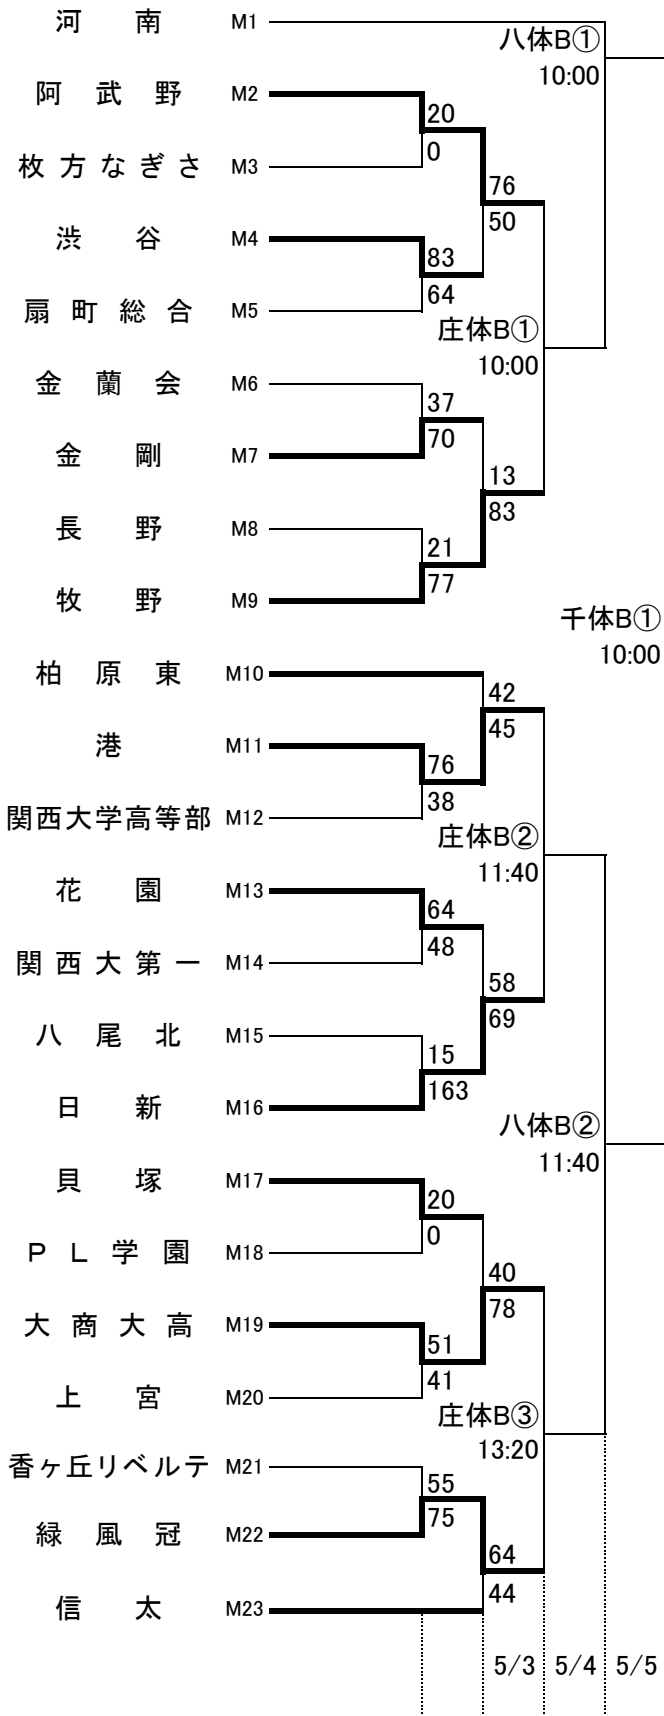 河南 M1
八体B①
10:00
阿武野 M2
20
0
枚方なぎさ M3
76
50
渋谷 M4
83
64
扇町総合 M5
庄体B①
10:00
金蘭会 M6
37
70
金剛 M7
13
83
長野 M8
21
77
牧野 M9
千体B①
10:00
柏原東 M10
42
45
港 M11
76
38
関西大学高等部 M12
庄体B②
11:40
花園 M13
64
48
関西大第一 M14
58
69
八尾北 M15
15
163
日新 M16
八体B②
11:40
貝塚 M17
20
0
ＰＬ学園 M18
40
78
大商大高 M19
51
41
上宮 M20
庄体B③
13:20
香ヶ丘リベルテ M21
55
75
緑風冠 M22
64
44
信太 M23
5/3 5/4 5/5